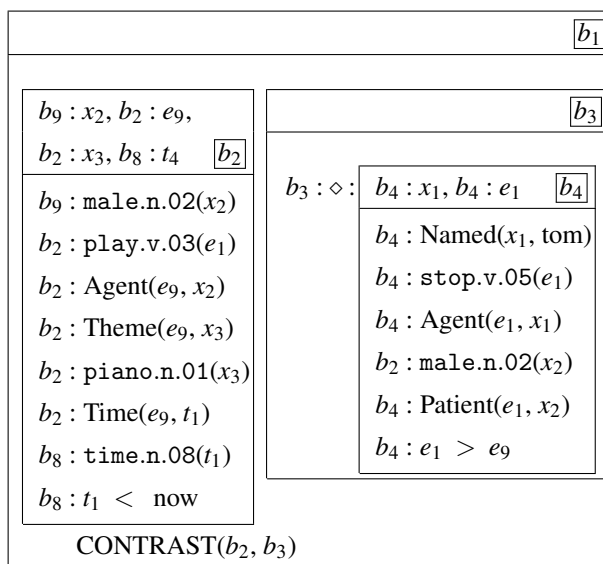 b₁
b₉ : x₂, b₂ : e₉,
b₂ : x₃, b₈ : t₄ b₂
b₉ : male.n.02(x₂)
b₂ : play.v.03(e₁)
b₂ : Agent(e₉, x₂)
b₂ : Theme(e₉, x₃)
b₂ : piano.n.01(x₃)
b₂ : Time(e₉, t₁)
b₈ : time.n.08(t₁)
b₈ : t₁ < now
b₃
b₃ : ⋄ :
b₄ : x₁, b₄ : e₁ b₄
b₄ : Named(x₁, tom)
b₄ : stop.v.05(e₁)
b₄ : Agent(e₁, x₁)
b₂ : male.n.02(x₂)
b₄ : Patient(e₁, x₂)
b₄ : e₁ > e₉
CONTRAST(b₂, b₃)